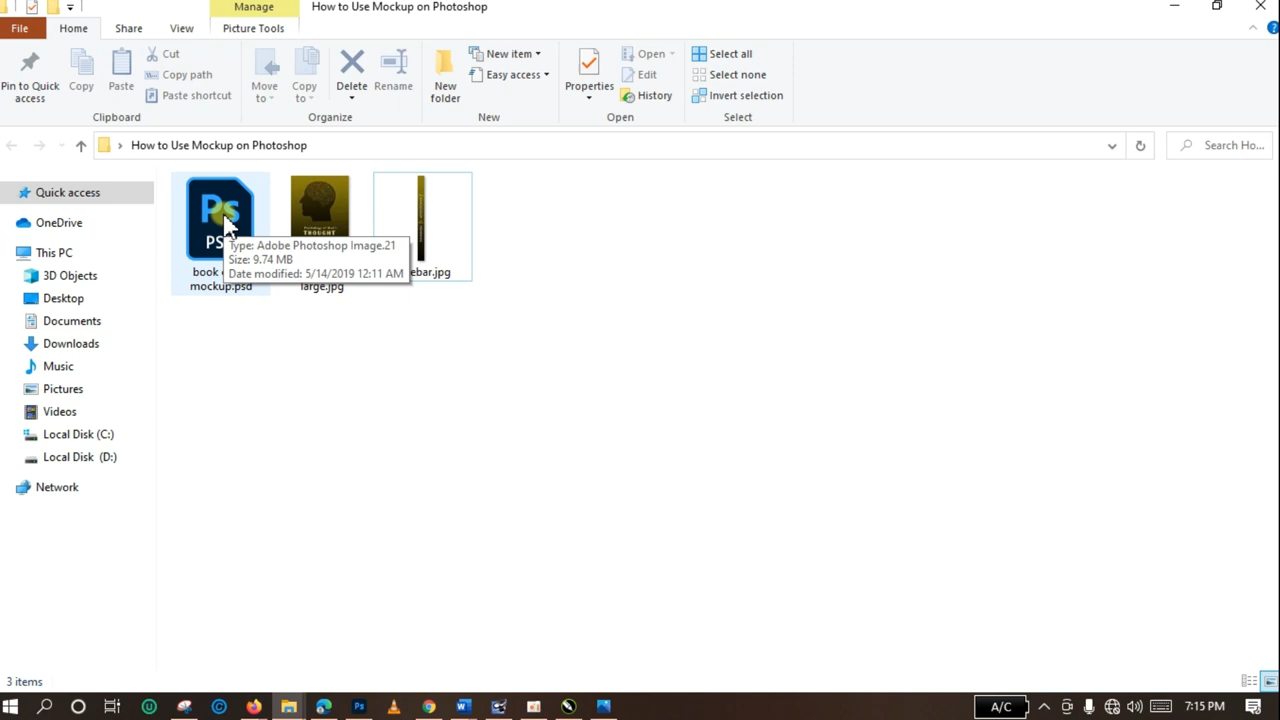 Manage
How to Use Mockup on Photoshop
File
Home
Share
View
Picture Tools
Pin to Quick access
Copy
Paste
Cut
Copy path
Paste shortcut
Clipboard
Move to
Copy to
Delete
Rename
Organize
New folder
New item
Easy access
New
Properties
Open
Edit
History
Open
Select all
Select none
Invert selection
Select
How to Use Mockup on Photoshop
Search Ho...
Quick access
OneDrive
This PC
3D Objects
Desktop
Documents
Downloads
Music
Pictures
Videos
Local Disk (C:)
Local Disk (D:)
Network
Ps
PS
THOUGHT
Type: Adobe Photoshop Image.21
Size: 9.74 MB
Date modified: 5/14/2019 12:11 AM
book
mockup.psd
large.jpg
ebar.jpg
3 items
A/C
7:15 PM